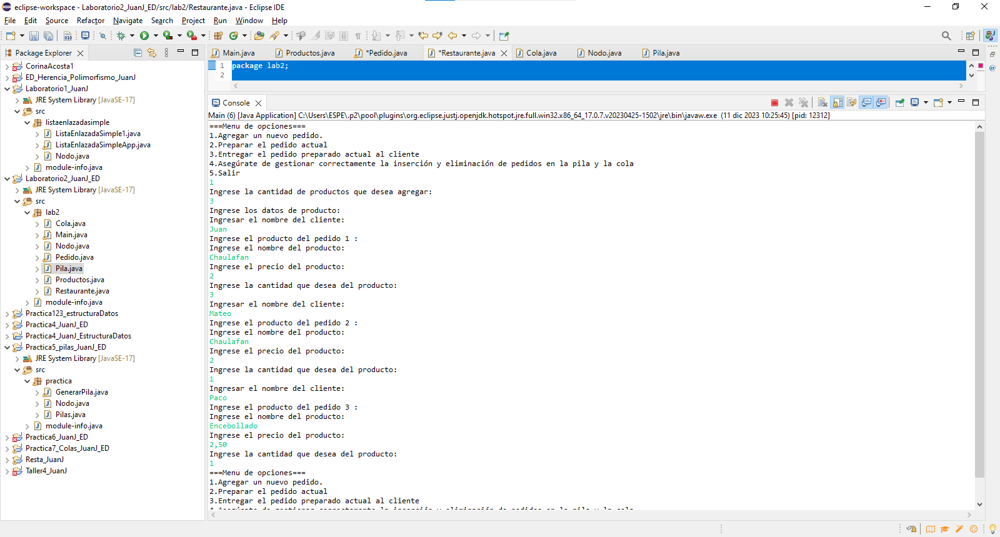 eclipse-workspace - Laboratorio2_JuanJ_ED/src/lab2/Restaurante.java - Eclipse IDE
File Edit Source Refactor Navigate Search Project Run Window Help
Package Explorer
CorinaAcosta1
ED_Herencia_Polimorfismo_JuanJ
Laboratorio1_JuanJ
JRE System Library [JavaSE-17]
src
listaenlazadasimple
ListaEnlazadaSimple1.java
ListaEnlazadaSimpleApp.java
Nodo.java
module-info.java
Laboratorio2_JuanJ_ED
JRE System Library [JavaSE-17]
src
lab2
Cola.java
Main.java
Nodo.java
Pedido.java
Pila.java
Productos.java
Restaurante.java
module-info.java
Practica123_estructuraDatos
Practica4_JuanJ_ED
Practica4_JuanJ_EstructuraDatos
Practica5_pilas_JuanJ_ED
JRE System Library [JavaSE-17]
src
practica
GenerarPila.java
Nodo.java
Pilas.java
module-info.java
Practica6_JuanJ_ED
Practica7_Colas_JuanJ_ED
Resta_JuanJ
Taller4_JuanJ
Main.java Productos.java *Pedido.java *Restaurante.java Cola.java Nodo.java Pila.java
1 package lab2;
2
Console
Main (6) [Java Application] C:\Users\ESPE\.p2\pool\plugins\org.eclipse.justj.openjdk.hotspot.jre.full.win32.x86_64_17.0.7.v20230425-1502\jre\bin\javaw.exe (11 dic 2023 10:25:45) [pid: 12312]
===Menu de opciones===
1.Agregar un nuevo pedido.
2.Preparar el pedido actual
3.Entregar el pedido preparado actual al cliente
4.Asegúrate de gestionar correctamente la inserción y eliminación de pedidos en la pila y la cola
5.Salir
1
Ingrese la cantidad de productos que desea agregar:
3
Ingrese los datos de producto:
Ingresar el nombre del cliente:
Juan
Ingrese el producto del pedido 1 :
Ingrese el nombre del producto:
Chaulafan
Ingrese el precio del producto:
2
Ingrese la cantidad que desea del producto:
3
Ingresar el nombre del cliente:
Mateo
Ingrese el producto del pedido 2 :
Ingrese el nombre del producto:
Chaulafan
Ingrese el precio del producto:
2
Ingrese la cantidad que desea del producto:
1
Ingresar el nombre del cliente:
Paco
Ingrese el producto del pedido 3 :
Ingrese el nombre del producto:
Encebollado
Ingrese el precio del producto:
2,50
Ingrese la cantidad que desea del producto:
1
===Menu de opciones===
1.Agregar un nuevo pedido.
2.Preparar el pedido actual
3.Entregar el pedido preparado actual al cliente
4.Asegúrate de gestionar correctamente la inserción y eliminación de pedidos en la pila y la cola